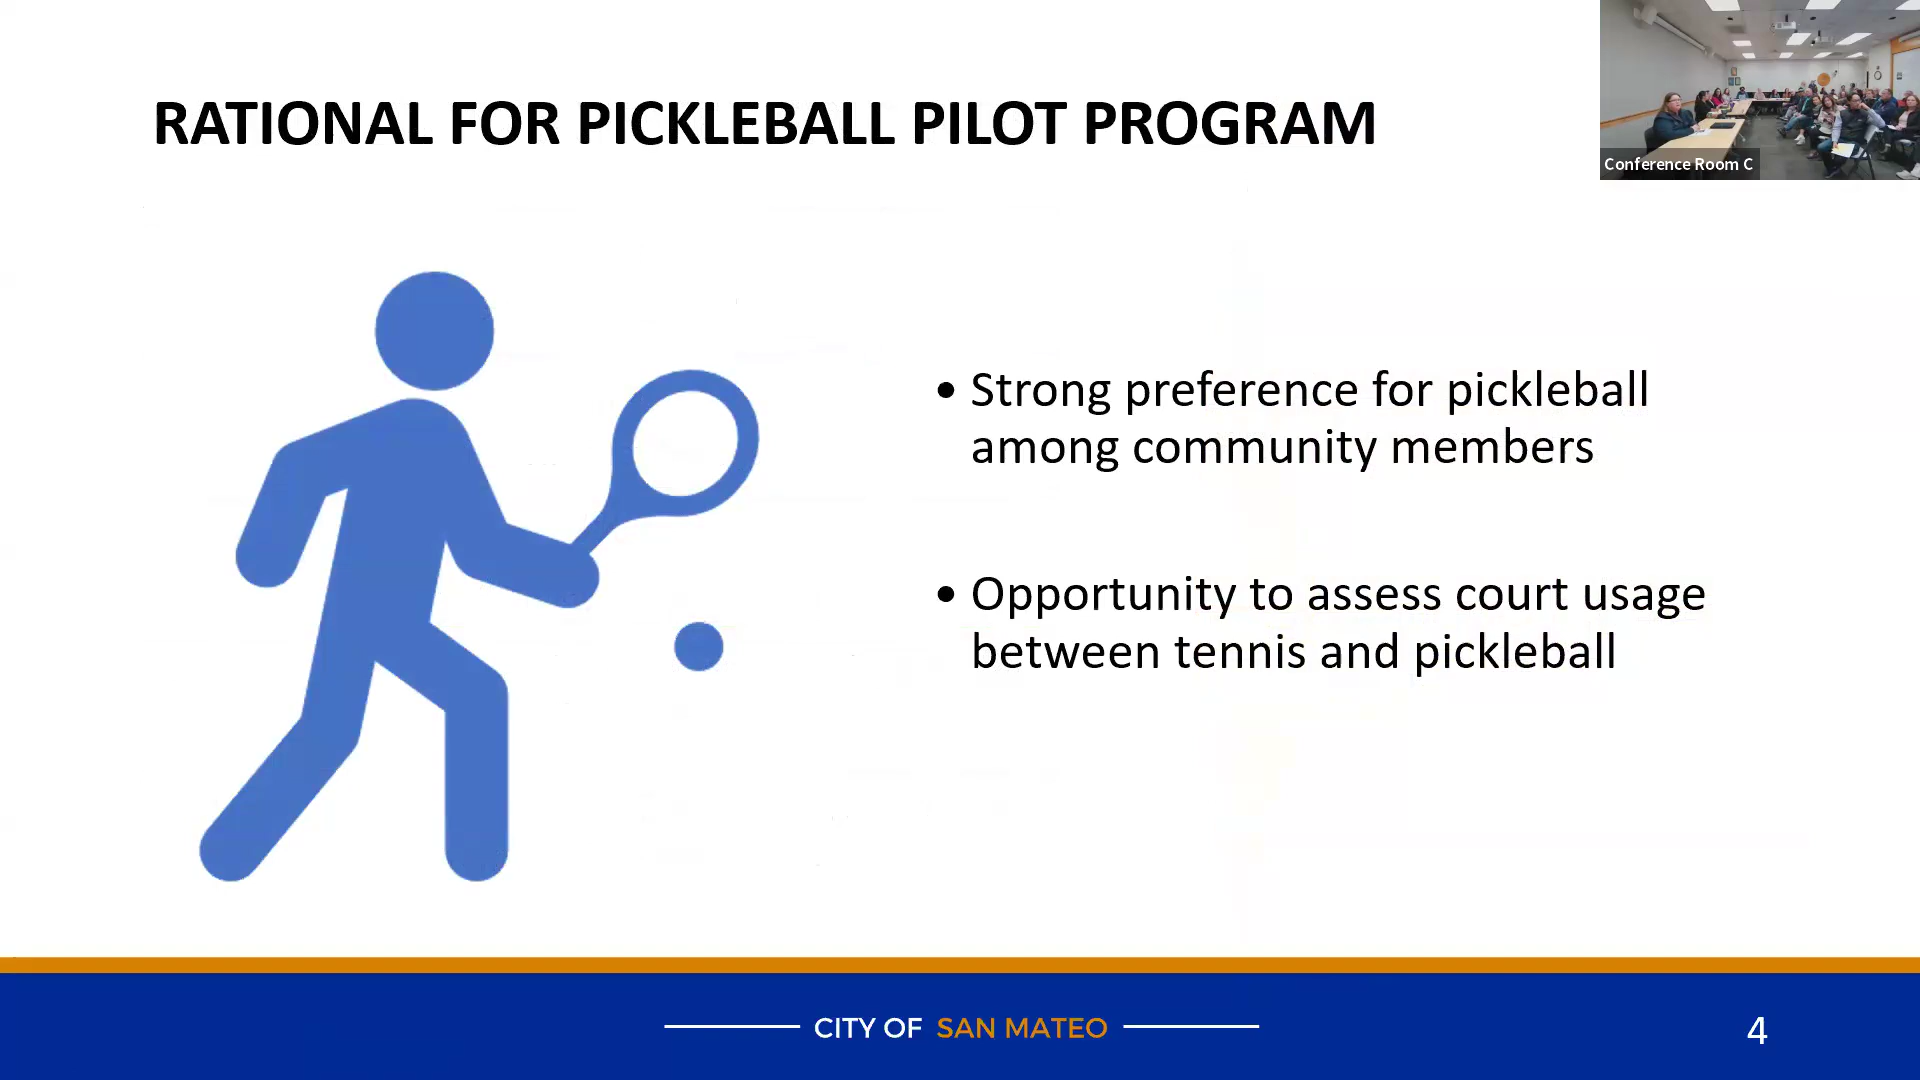 RATIONAL FOR PICKLEBALL PILOT PROGRAM
Conference Room C
• Strong preference for pickleball
among community members
• Opportunity to assess court usage
between tennis and pickleball
CITY OF SAN MATEO
4